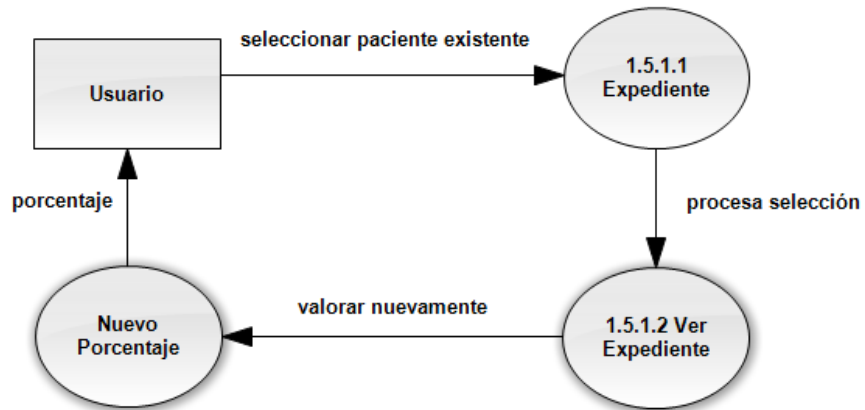 seleccionar paciente existente
Usuario
1.5.1.1
Expediente
porcentaje
procesa selección
valorar nuevamente
Nuevo
Porcentaje
1.5.1.2 Ver
Expediente